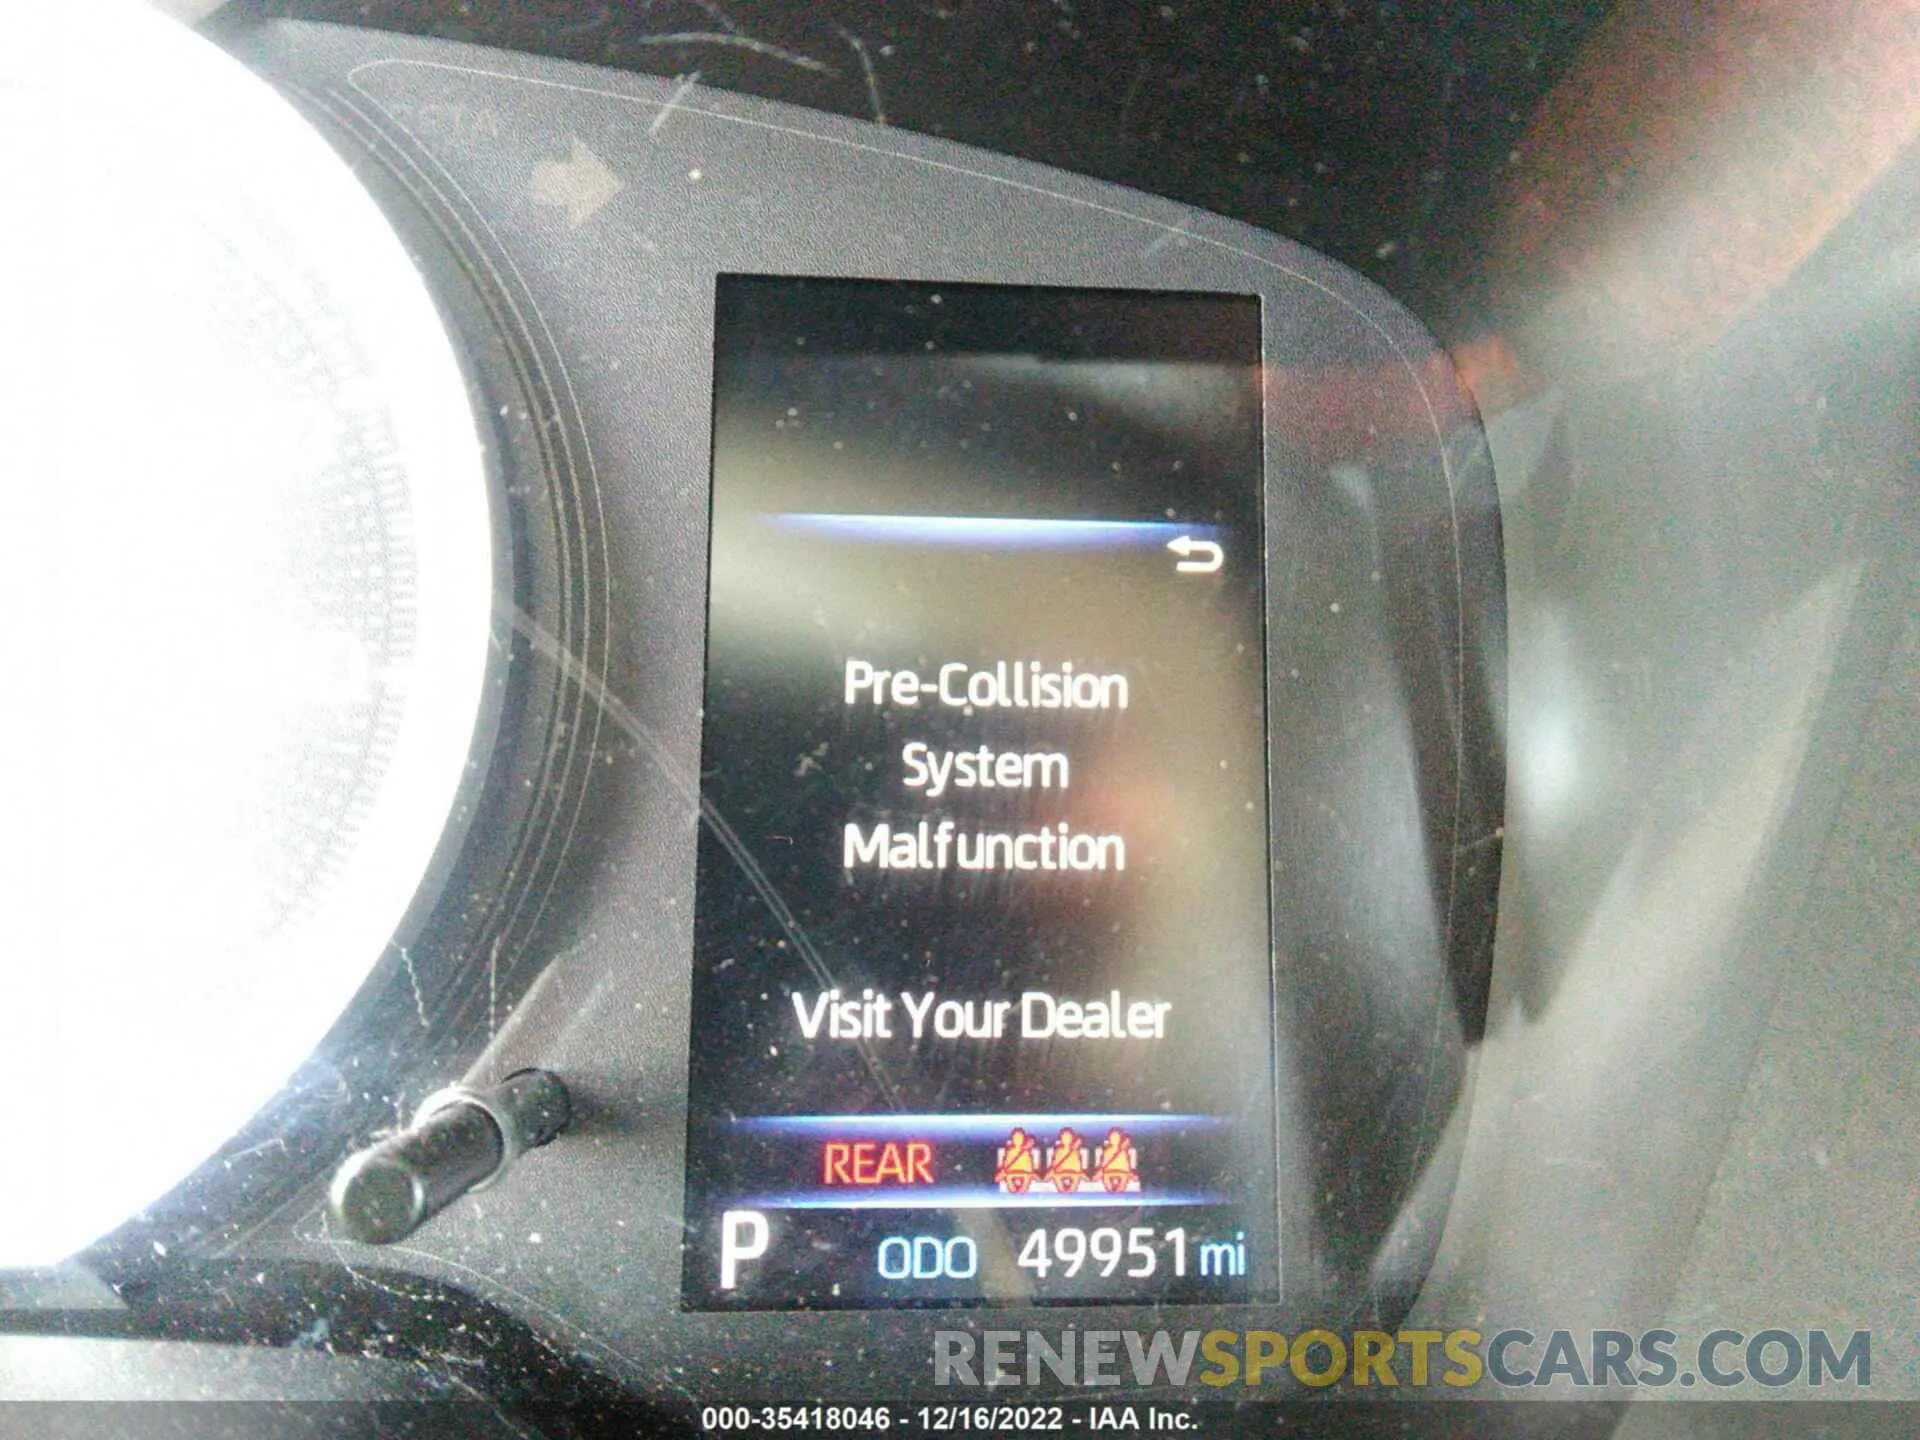 Pre-Collision
System
Malfunction
Visit Your Dealer
REAR
P ODO 49951 mi
RENEWSPORTSCARS.COM
000-35418046 - 12/16/2022 - IAA Inc.